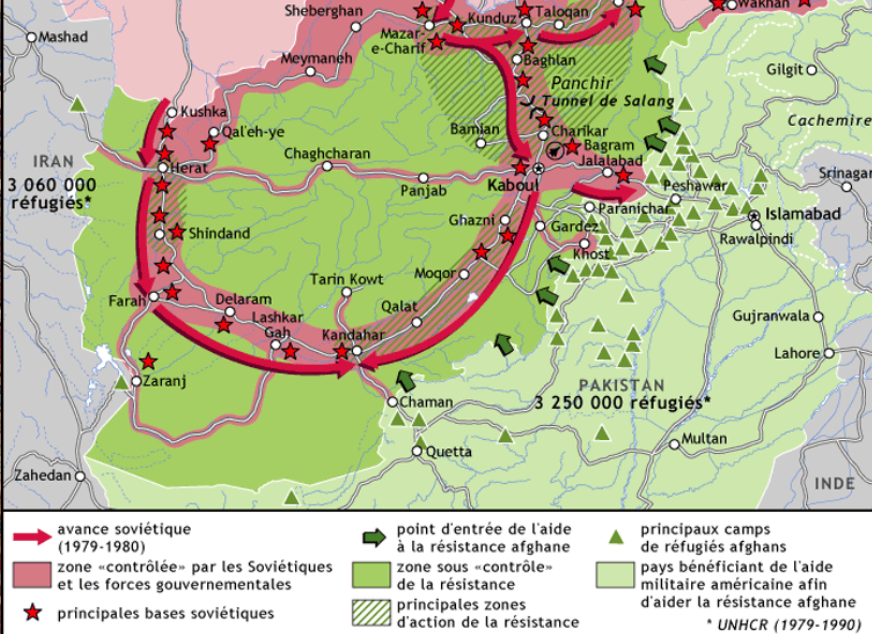 Sheberghan
Kunduz
Taloqan
Wakhan
Mashad
Mazar-
e-Charif
Meymaneh
Baghlan
Gilgit
Panchir
Tunnel de Salang
Kushka
Qal'eh-ye
Bamian
Charikar
Cachemire
Bagram
IRAN
3 060 000
réfugiés*
Herat
Chaghcharan
Jalalabad
Panjab
Kaboul
Peshawar
Srinagar
Paranichar
Islamabad
Ghazni
Gardez
Rawalpindi
Shindand
Khost
Moqor
Tarin Kowt
Farah
Delaram
Qalat
Lashkar
Gah
Gujranwala
Kandahar
Lahore
Zaranj
PAKISTAN
3 250 000 réfugiés*
Chaman
Multan
Quetta
Zahedan
INDE
avance soviétique
(1979-1980)
zone «contrôlée» par les Soviétiques
et les forces gouvernementales
principales bases soviétiques
point d'entrée de l'aide
à la résistance afghane
zone sous «contrôle»
de la résistance
principales zones
d'action de la résistance
principaux camps
de réfugiés afghans
pays bénéficiant de l'aide
militaire américaine afin
d'aider la résistance afghane
* UNHCR (1979-1990)